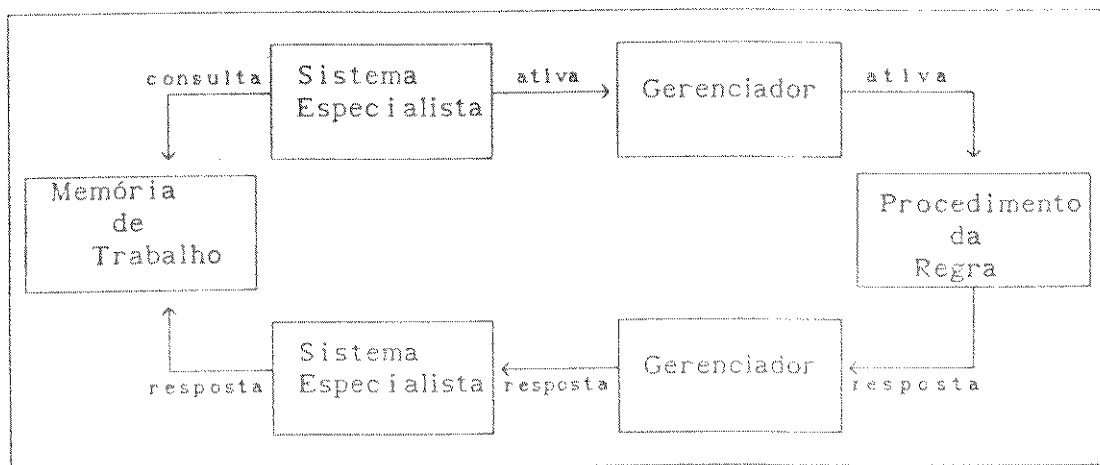 consulta
Sistema
Especialista
ativa
Gerenciador
ativa
Memória
de
Trabalho
Procedimento
da
Regra
resposta
Sistema
Especialista
resposta
Gerenciador
resposta